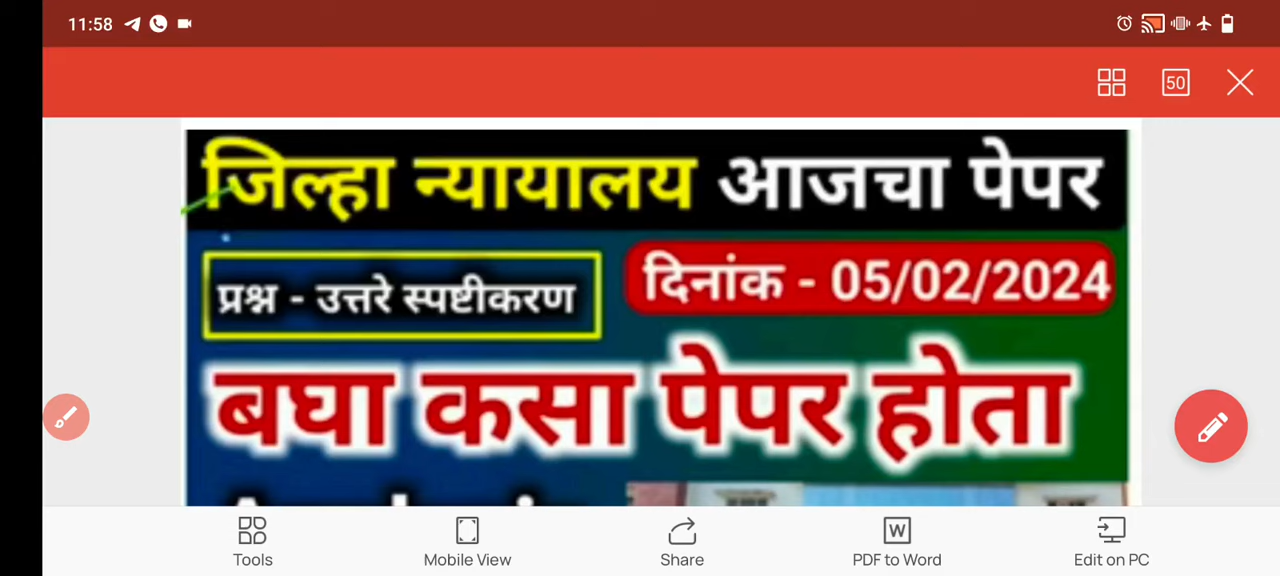 11:58
50
जिल्हा न्यायालय आजचा पेपर
प्रश्न - उत्तरे स्पष्टीकरण
दिनांक - 05/02/2024
बघा कसा पेपर होता
Tools
Mobile View
Share
W
PDF to Word
Edit on PC